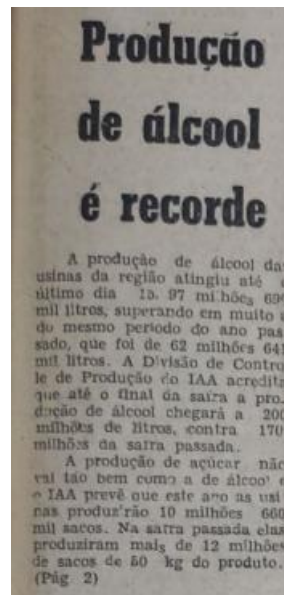 Produção
de álcool
é recorde
A produção de álcool das
usinas da região atingiu até
último dia 15, 97 milhões 690
mil litros, superando em muito a
do mesmo período do ano pas
sado, que foi de 62 milhões 641
mil litros. A Divisão de Contro
le de Produção do IAA acredita
que até o final da safra a pro.
dução de álcool chegará a 200
milhões de litros, contra 170
milhões da safra passada.
A produção de açúcar não
vai tão bem como a de álcool e
o IAA prevê que este ano as usi
nas produzirão 10 milhões 660
mil sacos. Na safra passada elas
produziram mais de 12 milhões
de sacos de 50 kg do produto.
(Pág 2)